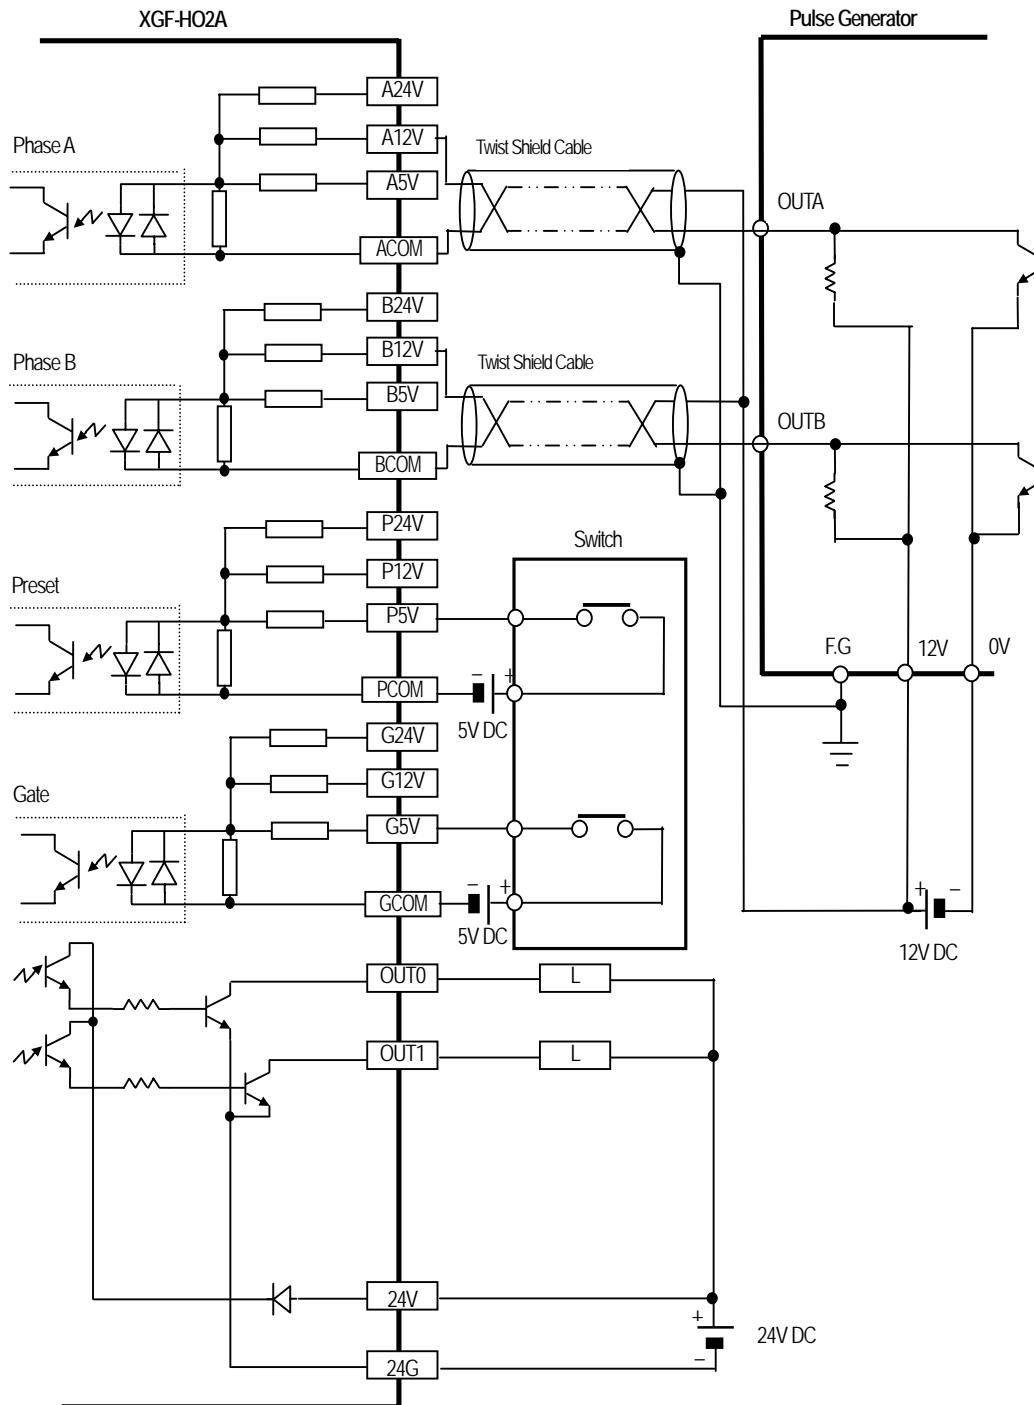 XGF-HO2A
Pulse Generator
A24V
A12V
Phase A
Twist Shield Cable
A5V
OUTA
ACOM
B24V
B12V
Phase B
Twist Shield Cable
B5V
OUTB
BCOM
P24V
Switch
P12V
Preset
P5V
F.G
12V
0V
PCOM
− +
5V DC
G24V
G12V
Gate
G5V
GCOM
− +
5V DC
+ −
12V DC
OUT0
L
OUT1
L
24V
+
24V DC
−
24G